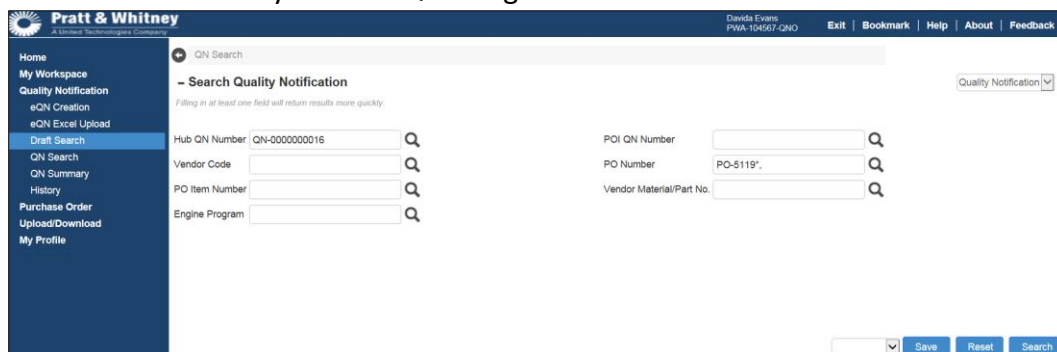 Pratt & Whitney
A United Technologies Company
Davida Evans
PWA-104567-QNO
Exit | Bookmark | Help | About | Feedback
Home
My Workspace
Quality Notification
eQN Creation
eQN Excel Upload
Draft Search
QN Search
QN Summary
History
Purchase Order
Upload/Download
My Profile
QN Search
– Search Quality Notification
Quality Notification
Filling in at least one field will return results more quickly.
Hub QN Number QN-0000000016
POI QN Number
Vendor Code
PO Number PO-5119*,
PO Item Number
Vendor Material/Part No.
Engine Program
Save Reset Search